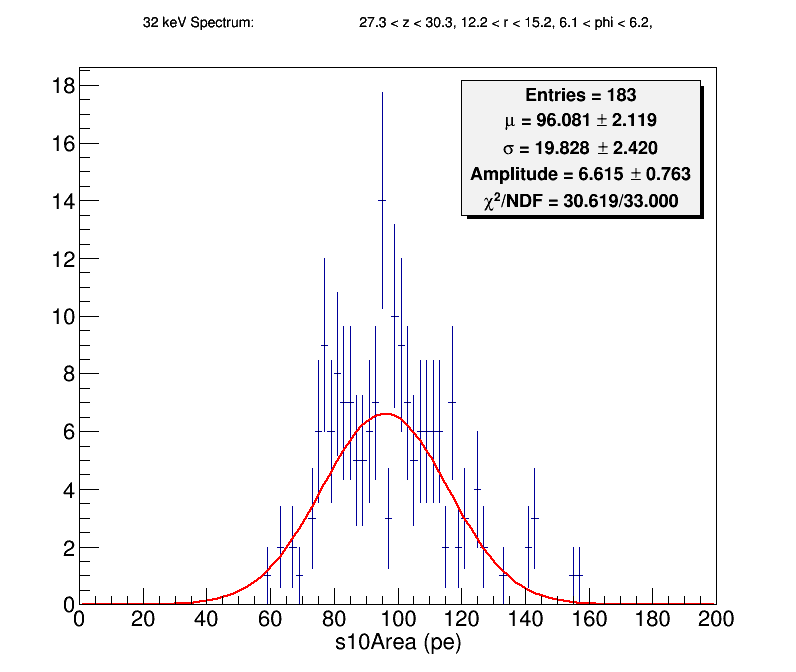 32 keV Spectrum: 27.3 < z < 30.3, 12.2 < r < 15.2, 6.1 < phi < 6.2,
Entries = 183
μ = 96.081 ± 2.119
σ = 19.828 ± 2.420
Amplitude = 6.615 ± 0.763
χ²/NDF = 30.619/33.000
18
16
14
12
10
8
6
4
2
0
0 20 40 60 80 100 120 140 160 180 200
s10Area (pe)